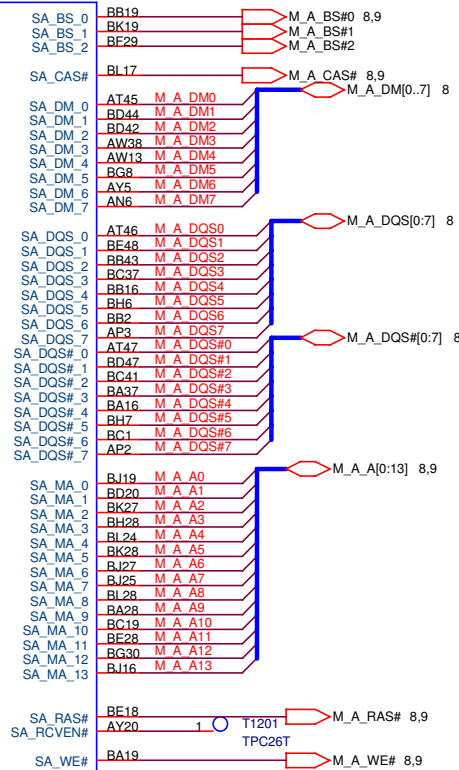 SA_BS_0 BB19 M_A_BS#0 8,9
SA_BS_1 BK19 M_A_BS#1
SA_BS_2 BF29 M_A_BS#2
SA_CAS# BL17 M_A_CAS# 8,9
M_A_DM[0..7] 8
SA_DM_0 AT45 M_A_DM0
SA_DM_1 BD44 M_A_DM1
SA_DM_2 BD42 M_A_DM2
SA_DM_3 AW38 M_A_DM3
SA_DM_4 AW13 M_A_DM4
SA_DM_5 BG8 M_A_DM5
SA_DM_6 AY5 M_A_DM6
SA_DM_7 AN6 M_A_DM7
M_A_DQS[0:7] 8
SA_DQS_0 AT46 M_A_DQS0
SA_DQS_1 BE48 M_A_DQS1
SA_DQS_2 BB43 M_A_DQS2
SA_DQS_3 BC37 M_A_DQS3
SA_DQS_4 BB16 M_A_DQS4
SA_DQS_5 BH6 M_A_DQS5
SA_DQS_6 BB2 M_A_DQS6
SA_DQS_7 AP3 M_A_DQS7
M_A_DQS#[0:7] 8
SA_DQS#_0 AT47 M_A_DQS#0
SA_DQS#_1 BD47 M_A_DQS#1
SA_DQS#_2 BC41 M_A_DQS#2
SA_DQS#_3 BA37 M_A_DQS#3
SA_DQS#_4 BA16 M_A_DQS#4
SA_DQS#_5 BH7 M_A_DQS#5
SA_DQS#_6 BC1 M_A_DQS#6
SA_DQS#_7 AP2 M_A_DQS#7
M_A_A[0:13] 8,9
SA_MA_0 BJ19 M_A_A0
SA_MA_1 BD20 M_A_A1
SA_MA_2 BK27 M_A_A2
SA_MA_3 BH28 M_A_A3
SA_MA_4 BL24 M_A_A4
SA_MA_5 BK28 M_A_A5
SA_MA_6 BJ27 M_A_A6
SA_MA_7 BJ25 M_A_A7
SA_MA_8 BL28 M_A_A8
SA_MA_9 BA28 M_A_A9
SA_MA_10 BC19 M_A_A10
SA_MA_11 BE28 M_A_A11
SA_MA_12 BG30 M_A_A12
SA_MA_13 BJ16 M_A_A13
SA_RAS# BE18 M_A_RAS# 8,9
SA_RCVEN# AY20 1 T1201
TPC26T
SA_WE# BA19 M_A_WE# 8,9